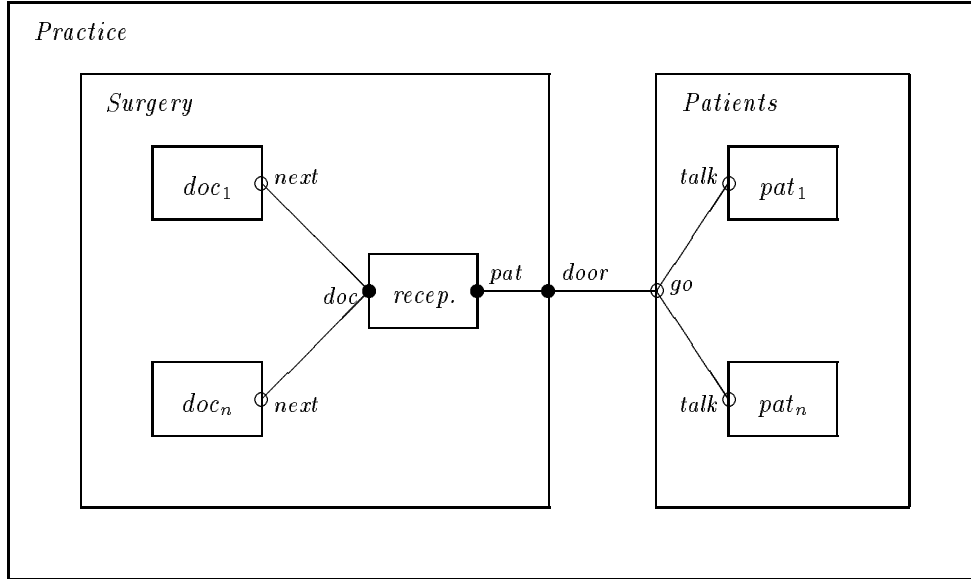 Practice
Surgery
Patients
doc₁
next
talk
pat₁
doc
recep.
pat
door
go
docₙ
next
talk
patₙ